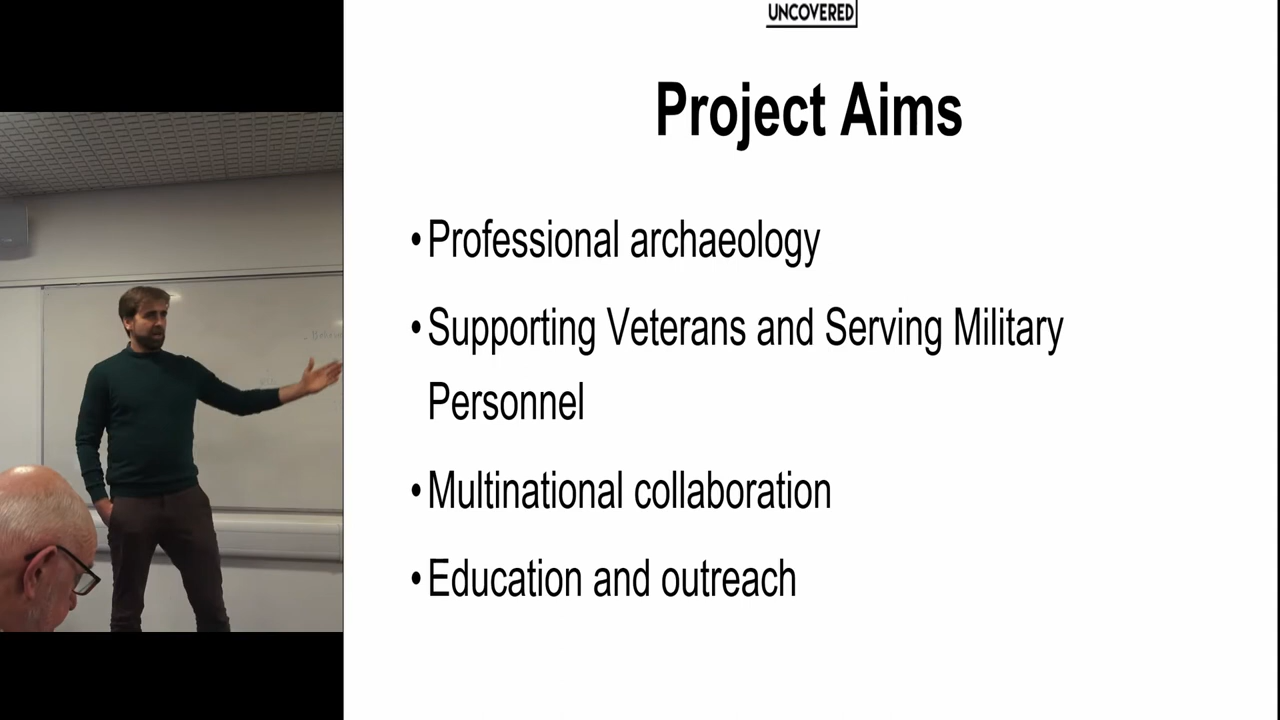 UNCOVERED
Project Aims
•Professional archaeology
•Supporting Veterans and Serving Military
Personnel
•Multinational collaboration
•Education and outreach